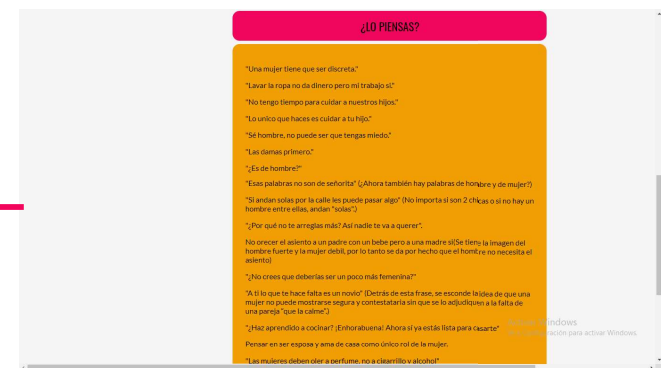 ¿LO PIENSAS?
"Una mujer tiene que ser discreta."
"Lavar la ropa no da dinero pero mi trabajo sí."
"No tengo tiempo para cuidar a nuestros hijos."
"Lo unico que haces es cuidar a tu hijo."
"Sé hombre, no puede ser que tengas miedo."
"Las damas primero."
"¿Es de hombre?"
"Esas palabras no son de señorita" (¿Ahora también hay palabras de hombre y de mujer?)
"Si andan solas por la calle les puede pasar algo" (No importa si son 2 chicas o si no hay un
hombre entre ellas, andan "solas".)
"¿Por qué no te arreglas más? Así nadie te va a querer".
No orecer el asiento a un padre con un bebe pero a una madre sí(Se tiene la imagen del
hombre fuerte y la mujer debil, por lo tanto se da por hecho que el hombre no necesita el
asiento)
"¿No crees que deberías ser un poco más femenina?"
"A ti lo que te hace falta es un novio" (Detrás de esta frase, se esconde la idea de que una
mujer no puede mostrarse segura y contestataria sin que se lo adjudiquen a la falta de
una pareja "que la calme".)
"¿Haz aprendido a cocinar? ¡Enhorabuena! Ahora si ya estás lista para casarte"
Pensar en ser esposa y ama de casa como único rol de la mujer.
"Las mujeres deben oler a perfume, no a cigarrillo y alcohol"
Windows
para activar Windows.